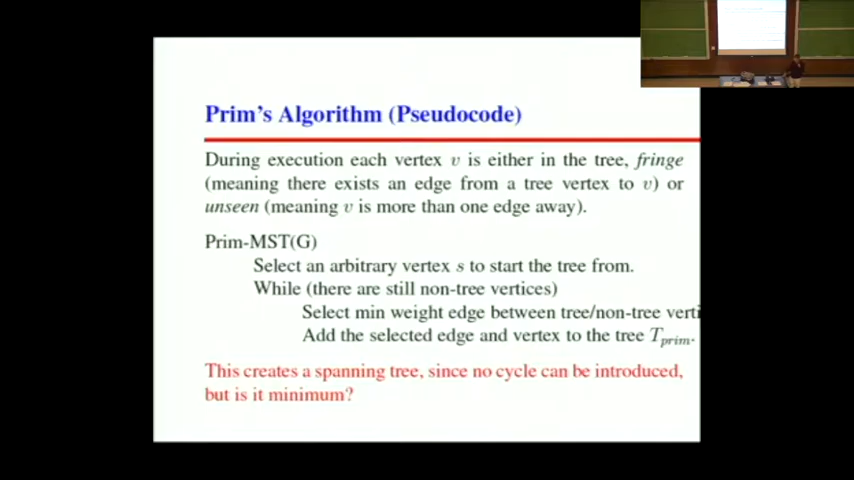 Prim's Algorithm (Pseudocode)
During execution each vertex v is either in the tree, fringe
(meaning there exists an edge from a tree vertex to v) or
unseen (meaning v is more than one edge away).
Prim-MST(G)
Select an arbitrary vertex s to start the tree from.
While (there are still non-tree vertices)
Select min weight edge between tree/non-tree verti
Add the selected edge and vertex to the tree T_prim.
This creates a spanning tree, since no cycle can be introduced,
but is it minimum?